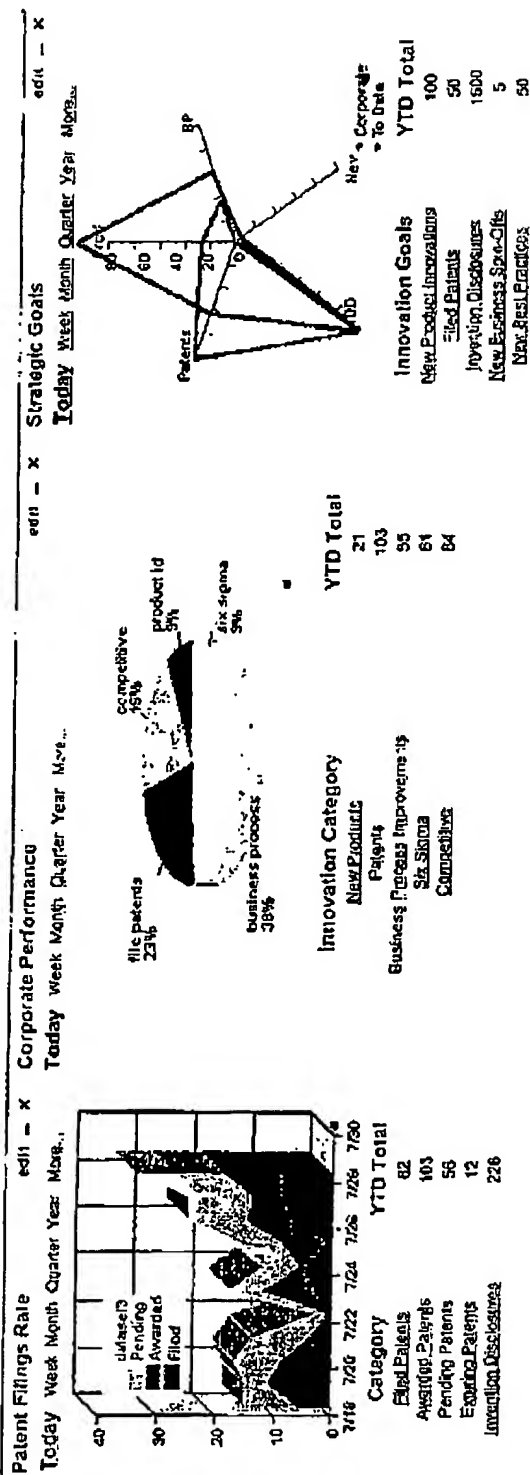 Patent Filings Rate edit – ×
Today Week Month Quarter Year More...
40
30
20
10
0
datasets
Pending
Awarded
Filed
7/18 7/20 7/22 7/24 7/26 7/28 7/30
Category YTD Total
Filed Patents 82
Awarded Patents 103
Pending Patents 56
Expiring Patents 12
Invention Disclosures 226
Corporate Performance edit – ×
Today Week Month Quarter Year More...
file patents
23%
competitive
product id
9%
six sigma
business process
38%
Innovation Category YTD Total
New Products 21
Patents 103
Business Process Improvements 55
Six Sigma 61
Competitive 84
Strategic Goals edit – ×
Today Week Month Quarter Year More...
Patents
80
60
40
20
0
BP
New
Corporate
To Date
Innovation Goals YTD Total
New Product Innovations 100
Filed Patents 50
Invention Disclosures 1500
New Business Spin-Offs 5
New Best Practices 50